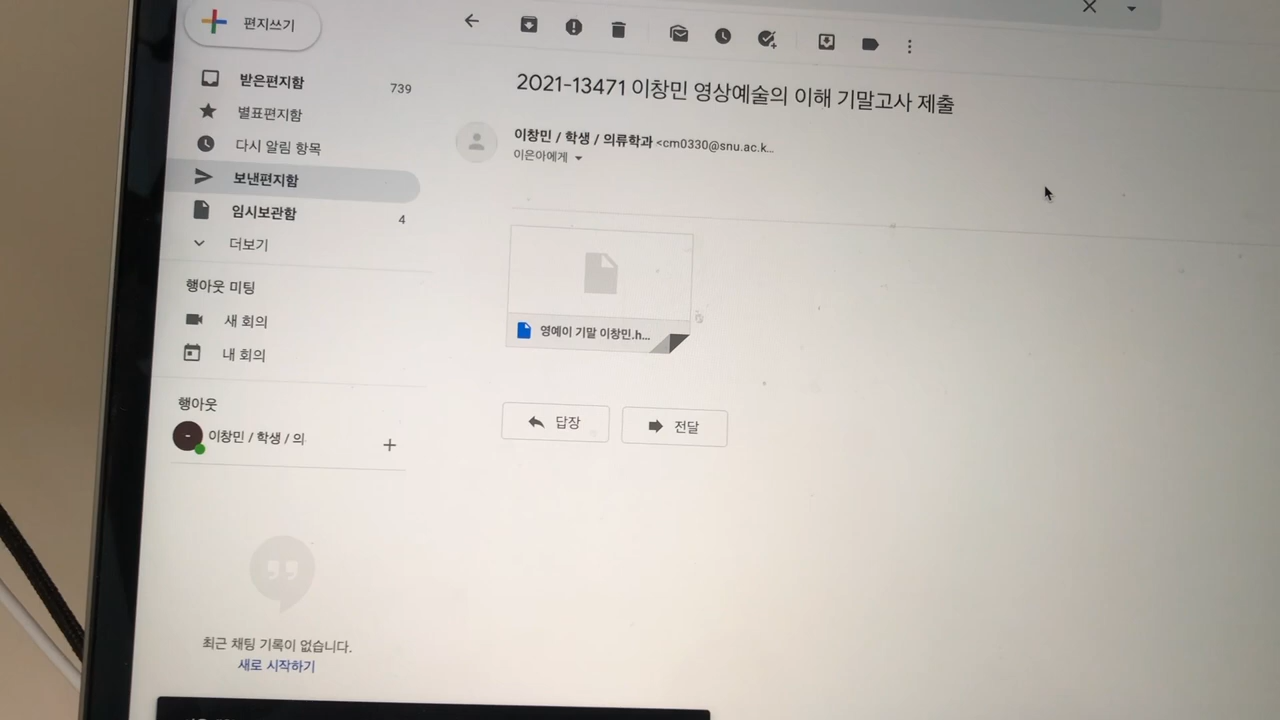 편지쓰기
받은편지함 739
별표편지함
다시 알림 항목
보낸편지함
임시보관함 4
더보기
행아웃 미팅
새 회의
내 회의
행아웃
이창민 / 학생 / 의
최근 채팅 기록이 없습니다.
새로 시작하기
2021-13471 이창민 영상예술의 이해 기말고사 제출
이창민 / 학생 / 의류학과 <cm0330@snu.ac.k...
이은아에게
영예이 기말 이창민.h...
답장
전달